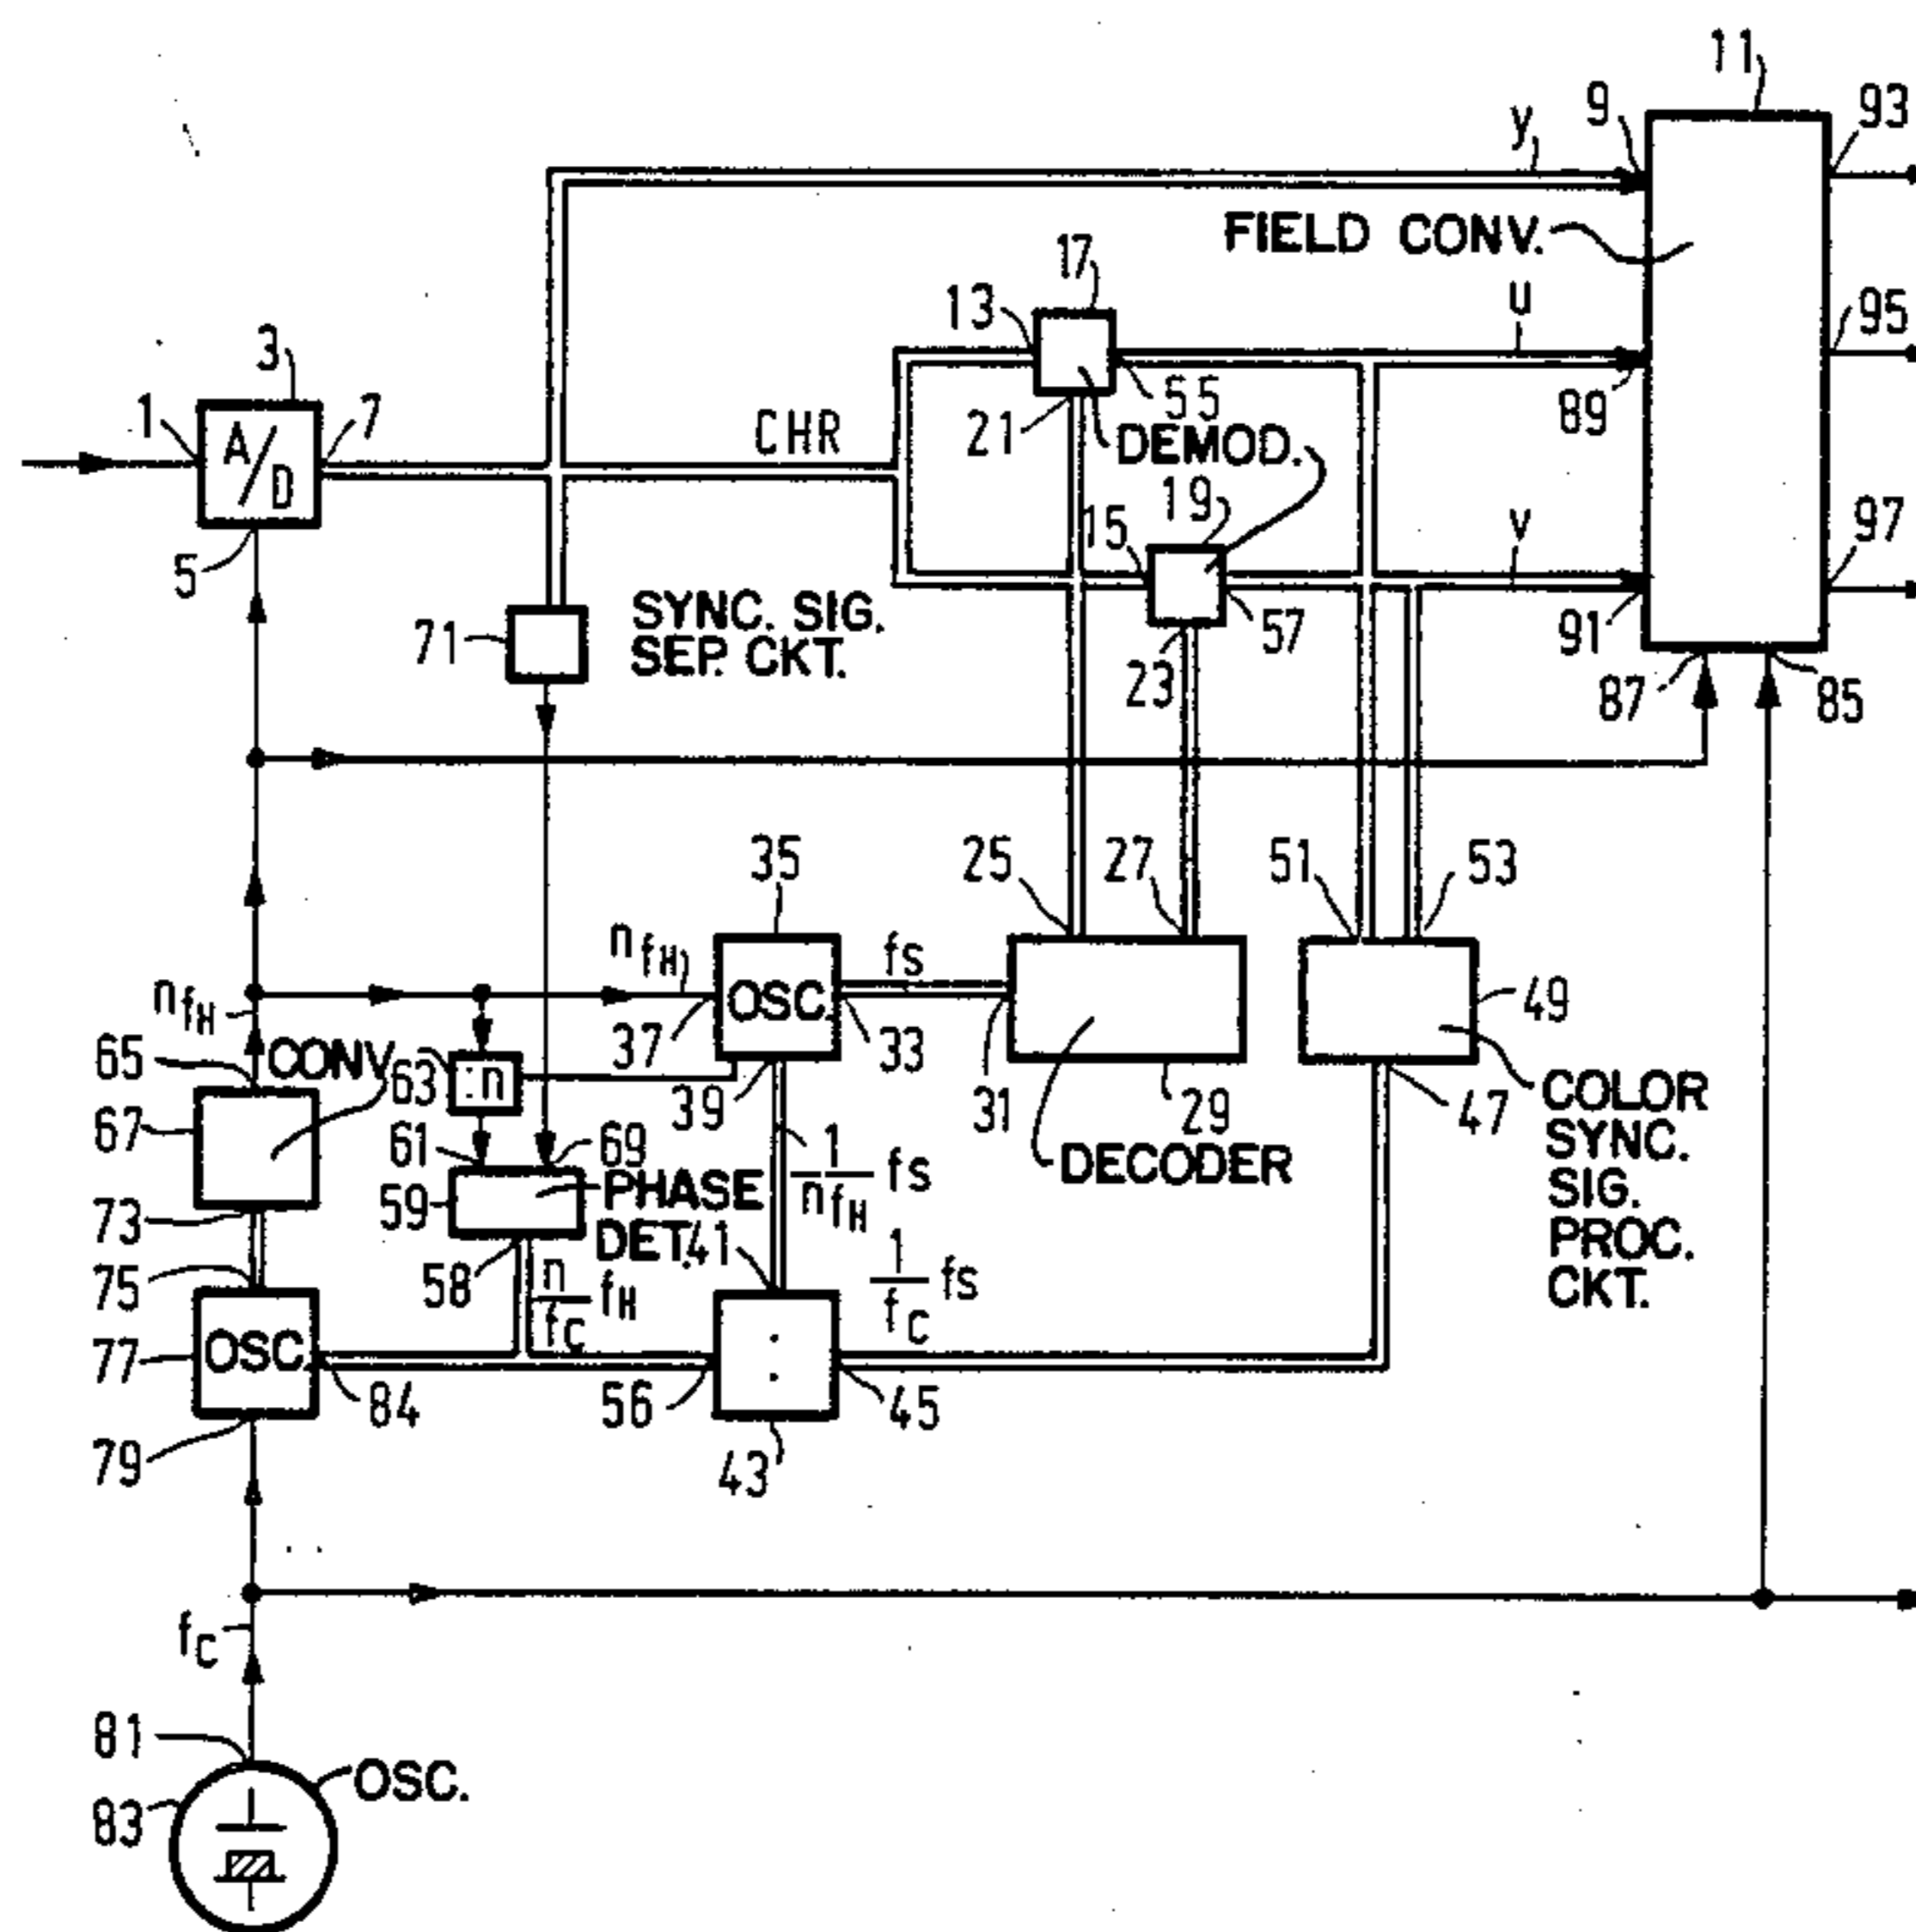 11
9
93
y
FIELD CONV.
17
13
u
95
3
1
7
A/D
CHR
55
89
21
DEMOD.
19
15
v
97
5
57
91
71
SYNC. SIG.
SEP. CKT.
23
87
85
35
25
27
51
53
nfH
fs
nfH
OSC.
37
33
31
29
49
65
CONV.
63
:n
39
47
COLOR
SYNC.
SIG.
PROC.
CKT.
67
61
69
DECODER
59
PHASE
DET.
1/nfH fs
73
41
75
58
n/fc fH
1/fc fs
77
OSC.
84
56
:
45
79
43
fc
81
83
OSC.